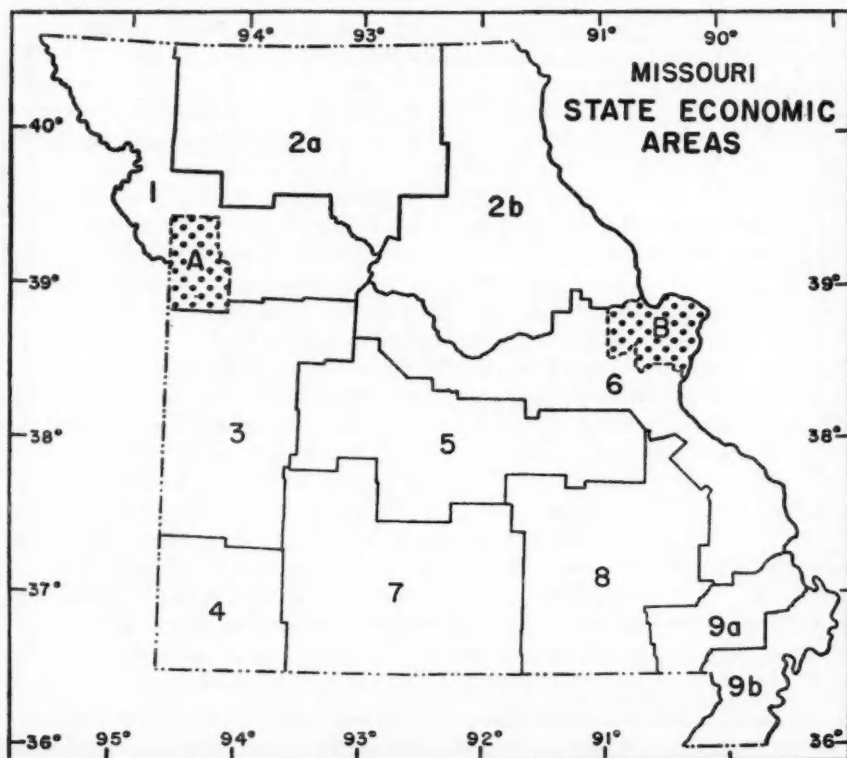 94° 93° 91° 90°
MISSOURI
STATE ECONOMIC
AREAS
40° 40°
2a
1
2b
39° A 39°
B
6
38° 3 5 38°
37° 4 7 8 37°
9a
9b
36° 95° 94° 93° 92° 91° 36°